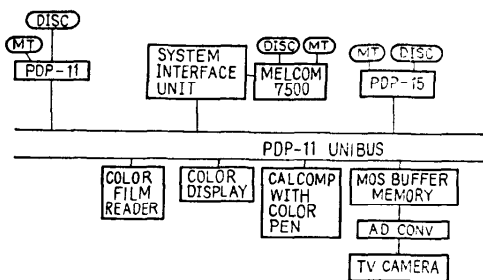 DISC
MT
PDP-11
SYSTEM
INTERFACE
UNIT
DISC
MT
MELCOM
7500
MT
DISC
PDP-15
PDP-11 UNIBUS
COLOR
FILM
READER
COLOR
DISPLAY
CALCOMP
WITH
COLOR
PEN
MOS BUFFER
MEMORY
AD CONV
TV CAMERA